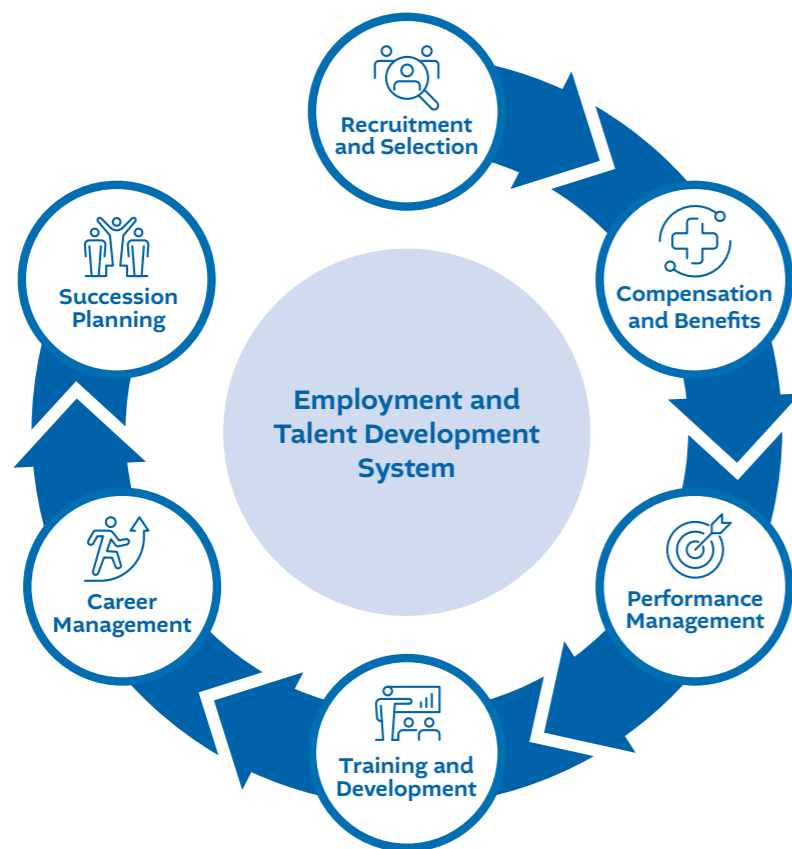 Recruitment
and Selection
Compensation
and Benefits
Performance
Management
Training and
Development
Career
Management
Succession
Planning
Employment and
Talent Development
System